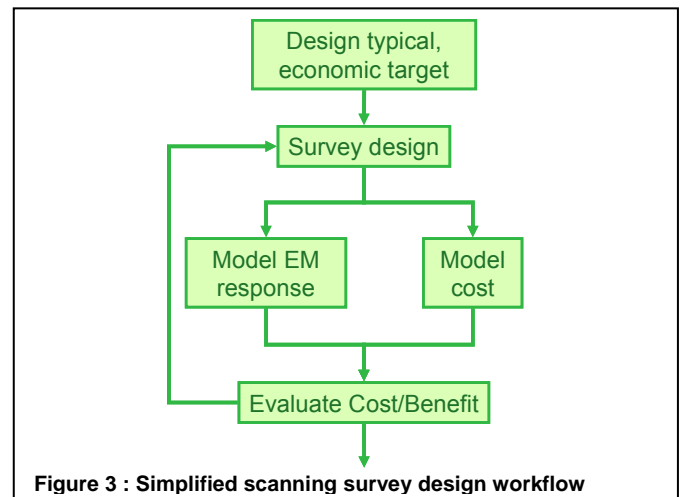 Design typical,
economic target
Survey design
Model EM
response
Model
cost
Evaluate Cost/Benefit
Figure 3 : Simplified scanning survey design workflow